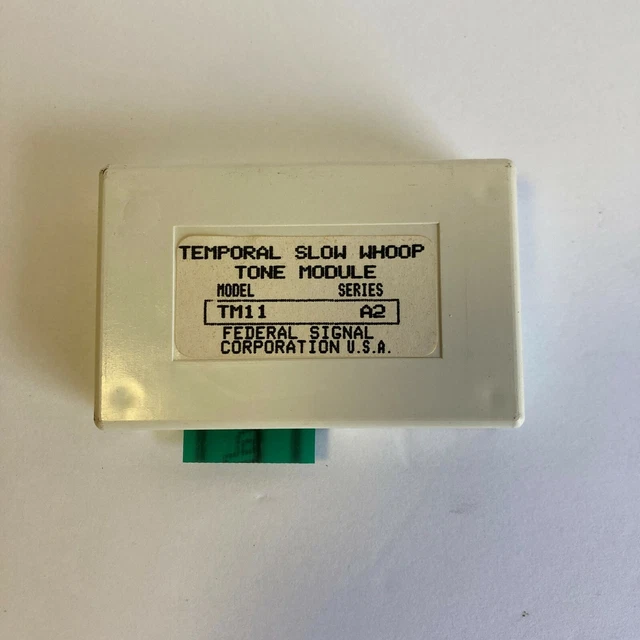 TEMPORAL SLOW WHOOP
TONE MODULE
MODEL SERIES
TM11 A2
FEDERAL SIGNAL
CORPORATION U.S.A.